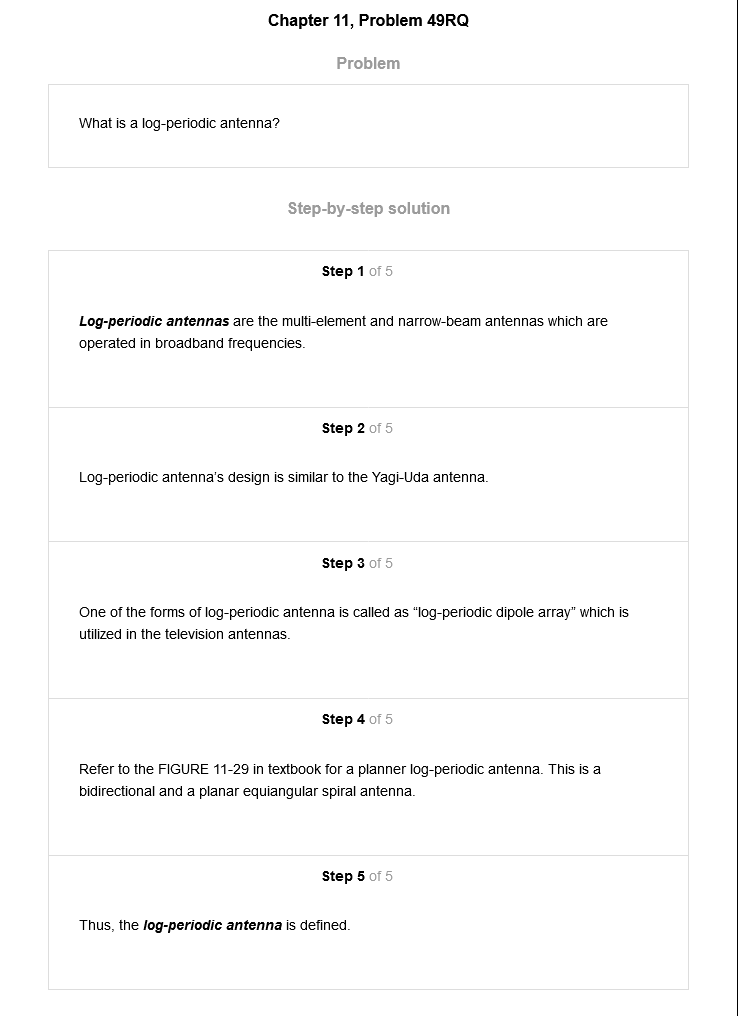 Chapter 11, Problem 49RQ
Problem
What is a log-periodic antenna?
Step-by-step solution
Step 1 of 5
Log-periodic antennas are the multi-element and narrow-beam antennas which are
operated in broadband frequencies.
Step 2 of 5
Log-periodic antenna’s design is similar to the Yagi-Uda antenna.
Step 3 of 5
One of the forms of log-periodic antenna is called as “log-periodic dipole array” which is
utilized in the television antennas.
Step 4 of 5
Refer to the FIGURE 11-29 in textbook for a planner log-periodic antenna. This is a
bidirectional and a planar equiangular spiral antenna.
Step 5 of 5
Thus, the log-periodic antenna is defined.